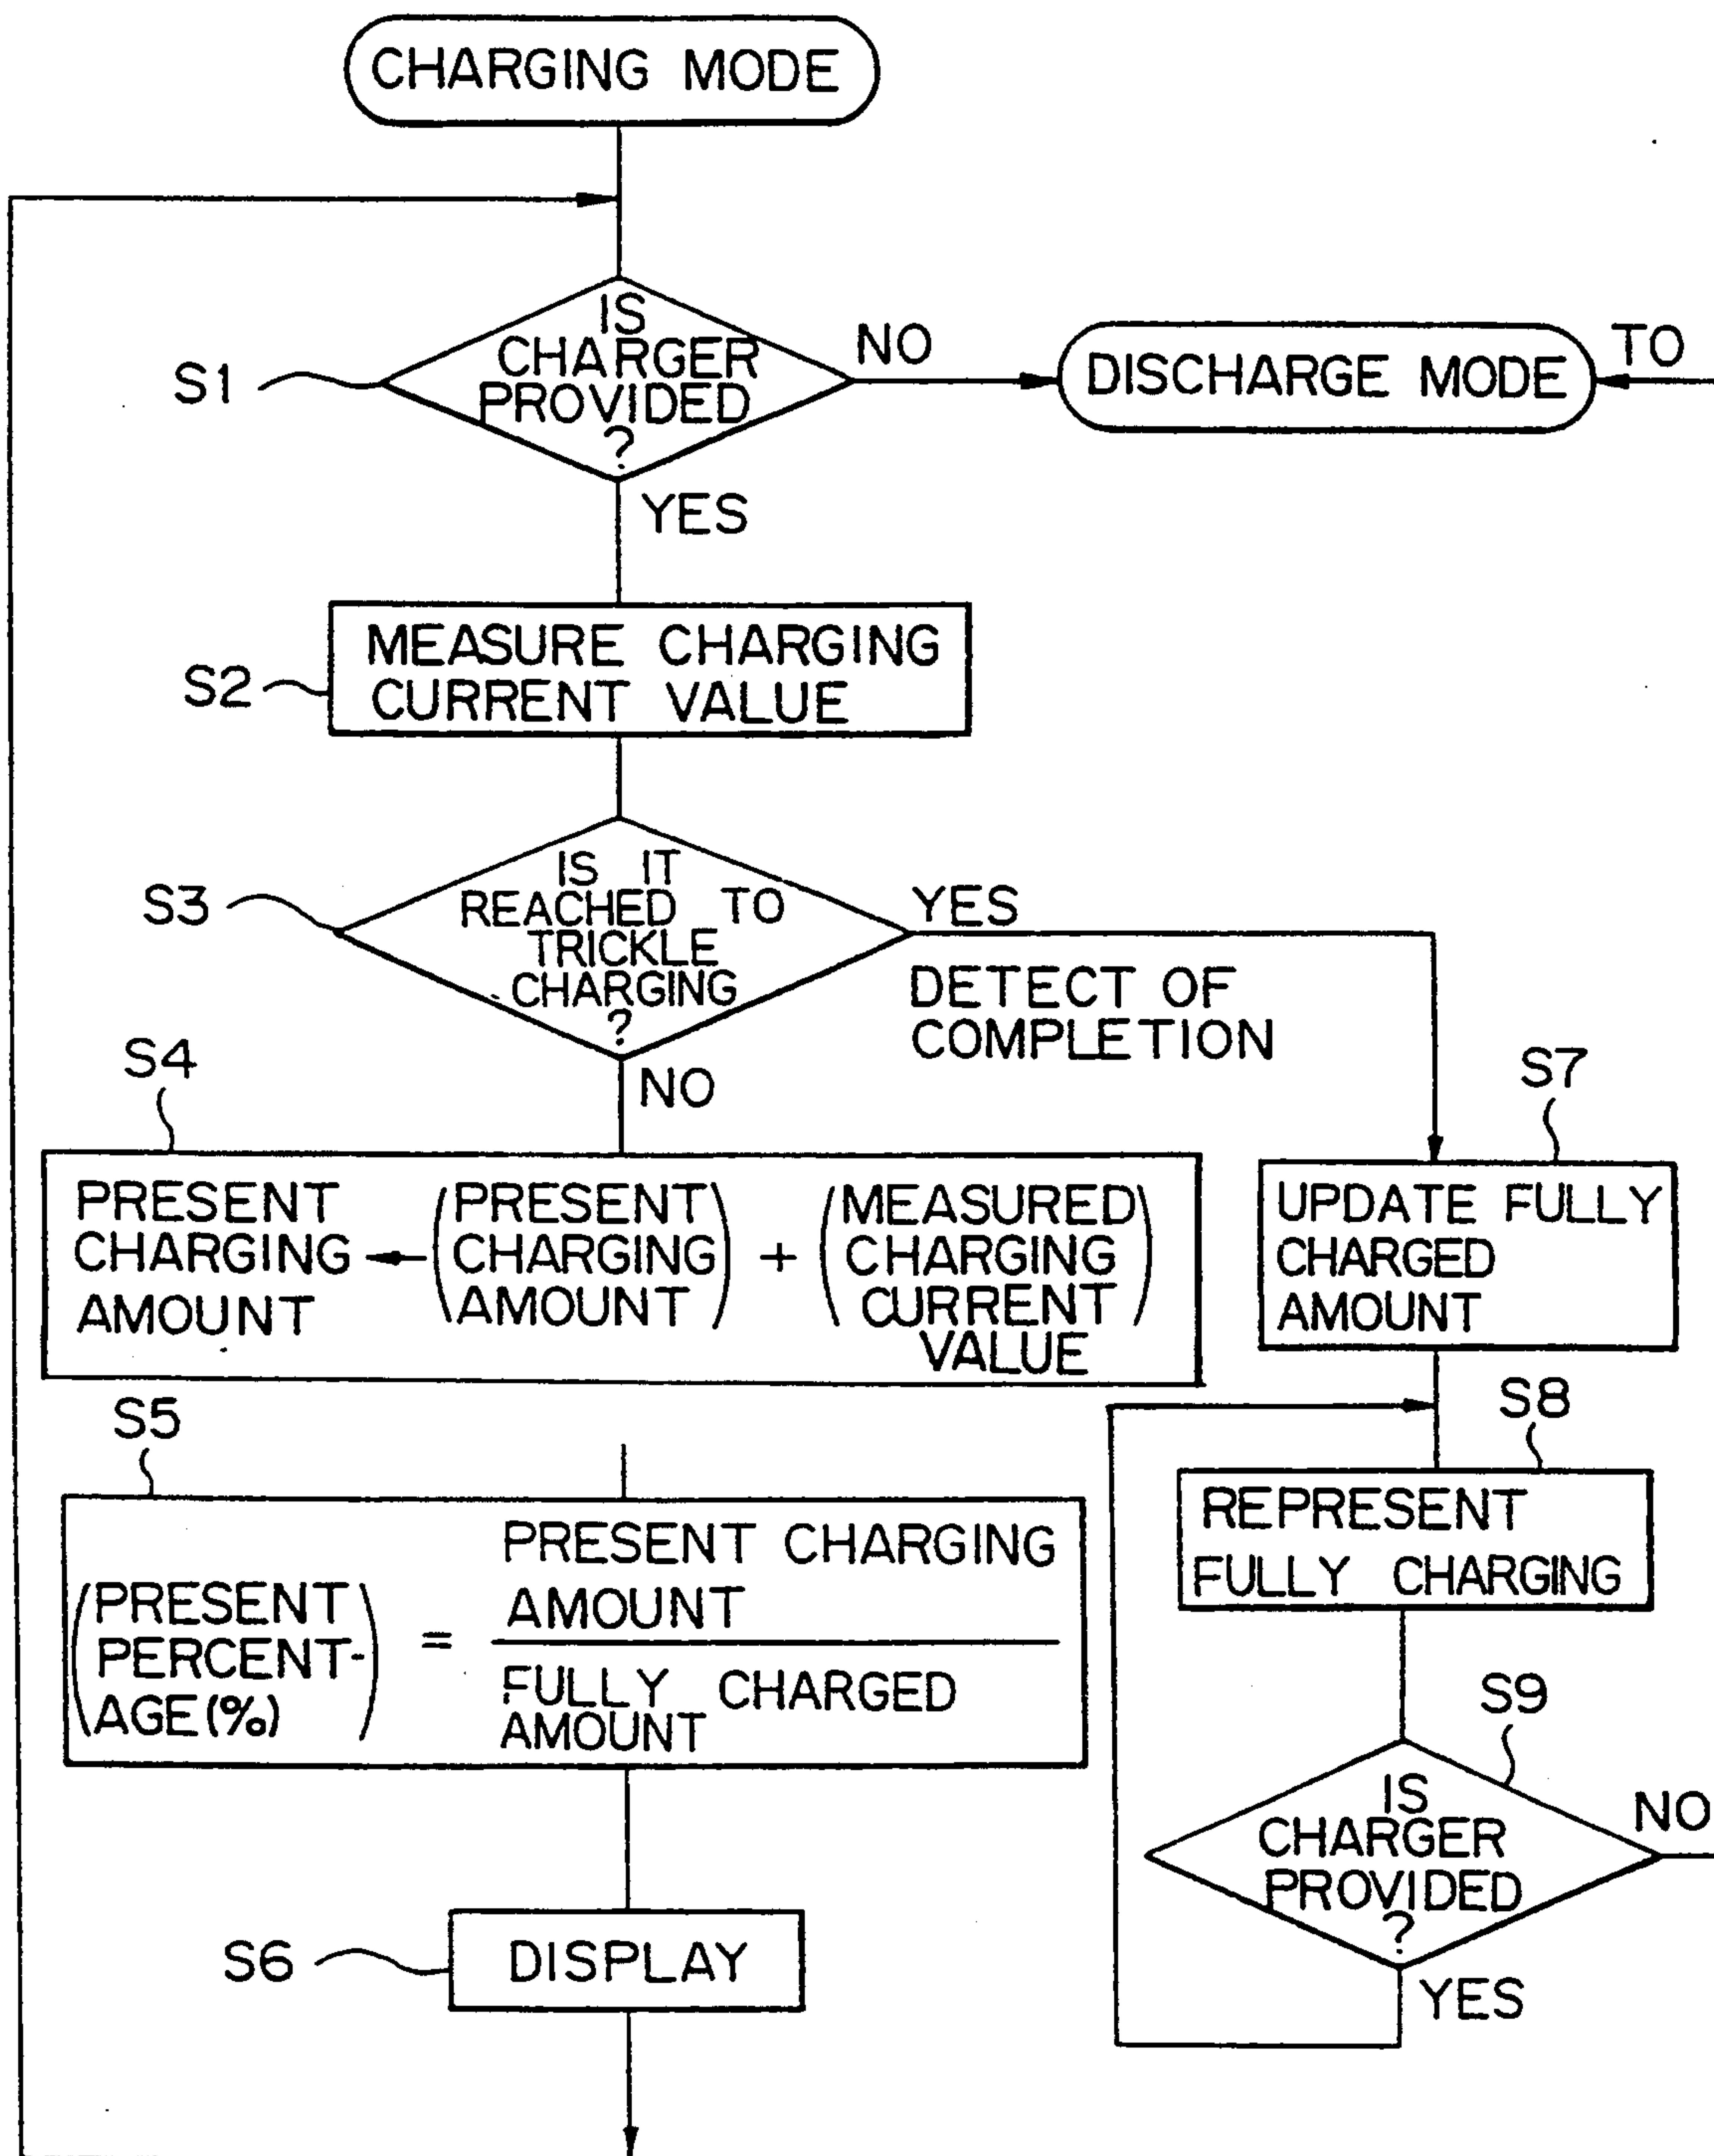 CHARGING MODE
IS
CHARGER
PROVIDED
?
S1
NO
DISCHARGE MODE
TO
YES
MEASURE CHARGING
CURRENT VALUE
S2
IS IT
REACHED TO
TRICKLE
CHARGING
?
S3
YES
DETECT OF
COMPLETION
NO
S4
PRESENT
CHARGING
AMOUNT
←
(PRESENT
CHARGING
AMOUNT)
+
(MEASURED
CHARGING
CURRENT
VALUE)
S7
UPDATE FULLY
CHARGED
AMOUNT
S5
(PRESENT
PERCENT-
AGE(%))
=
PRESENT CHARGING
AMOUNT
FULLY CHARGED
AMOUNT
S8
REPRESENT
FULLY CHARGING
S9
IS
CHARGER
PROVIDED
?
NO
YES
S6
DISPLAY